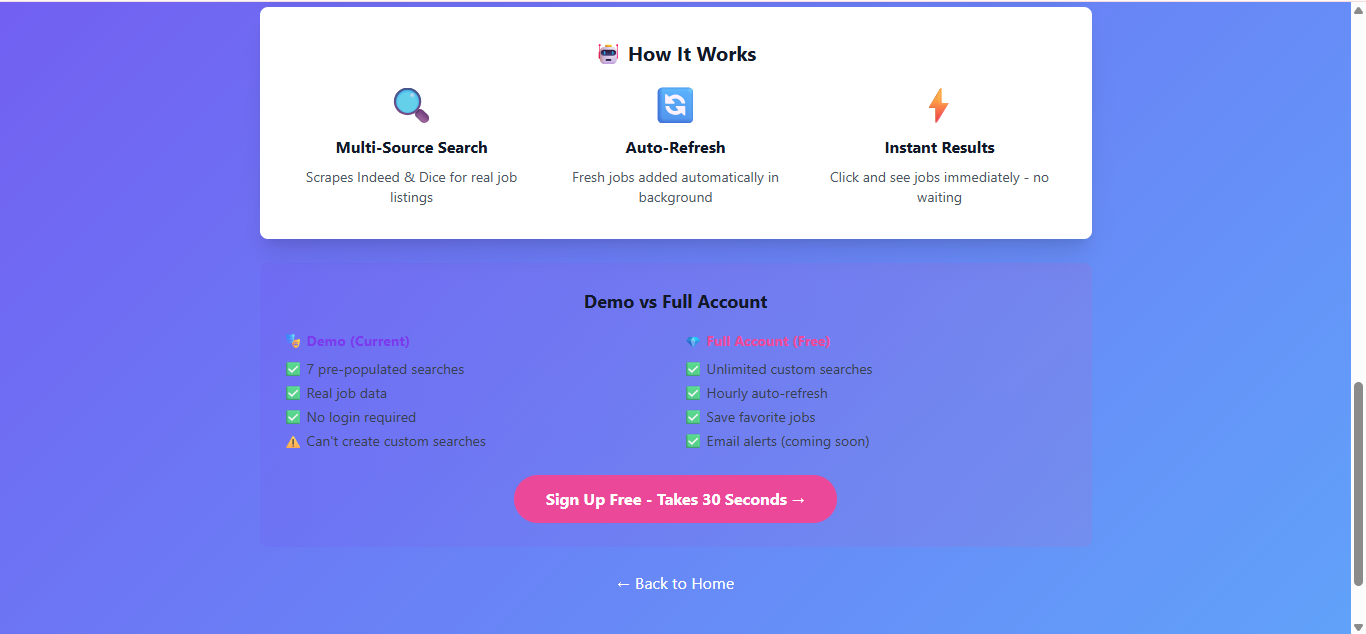 How It Works
Multi-Source Search
Scrapes Indeed & Dice for real job
listings
Auto-Refresh
Fresh jobs added automatically in
background
Instant Results
Click and see jobs immediately - no
waiting
Demo vs Full Account
Demo (Current)
7 pre-populated searches
Real job data
No login required
Can't create custom searches
Full Account (Free)
Unlimited custom searches
Hourly auto-refresh
Save favorite jobs
Email alerts (coming soon)
Sign Up Free - Takes 30 Seconds →
← Back to Home